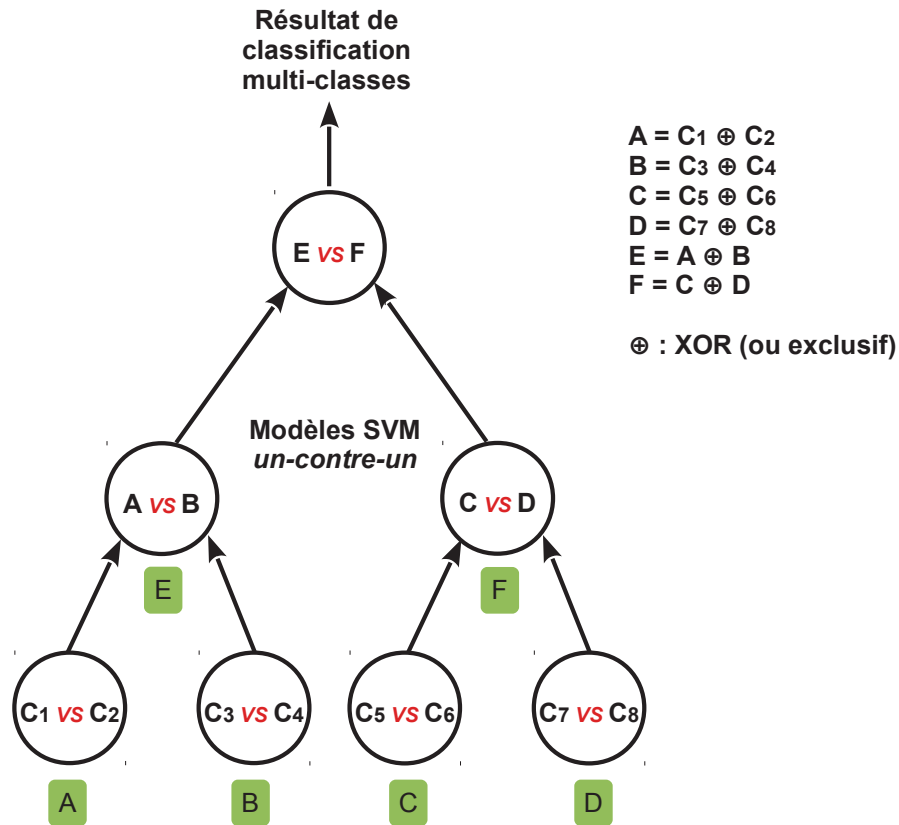 Résultat de
classification
multi-classes
A = C1 ⊕ C2
B = C3 ⊕ C4
C = C5 ⊕ C6
D = C7 ⊕ C8
E = A ⊕ B
F = C ⊕ D
⊕ : XOR (ou exclusif)
E VS F
Modèles SVM
un-contre-un
A VS B
C VS D
E
F
C1 VS C2
C3 VS C4
C5 VS C6
C7 VS C8
A
B
C
D